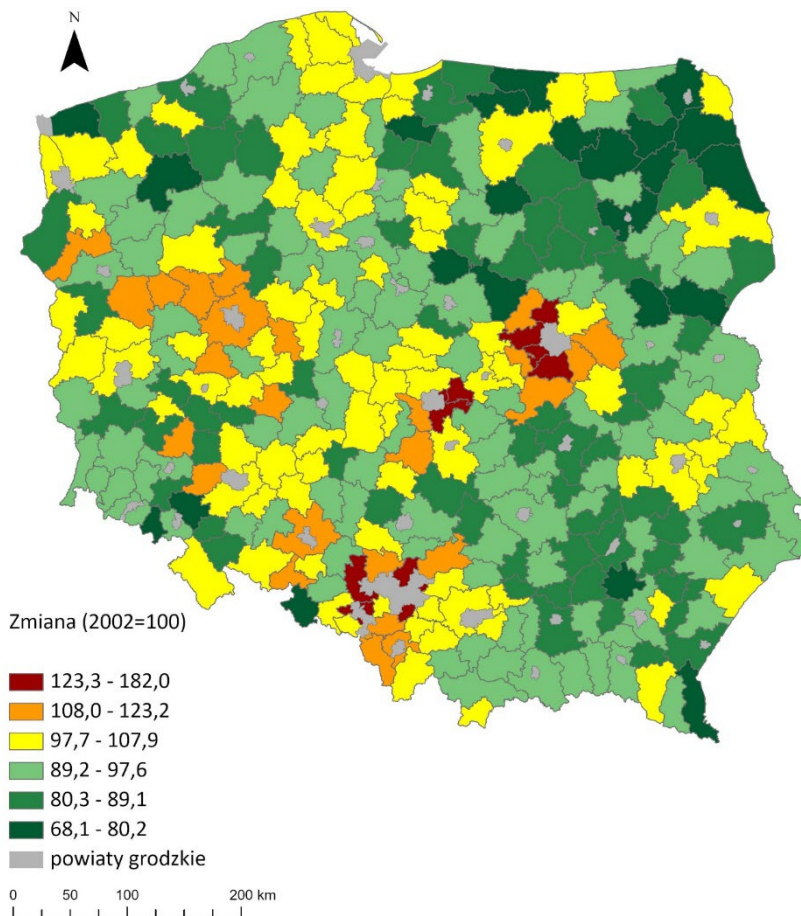 N
Zmiana (2002=100)
123,3 - 182,0
108,0 - 123,2
97,7 - 107,9
89,2 - 97,6
80,3 - 89,1
68,1 - 80,2
powiaty grodzkie
0 50 100 200 km